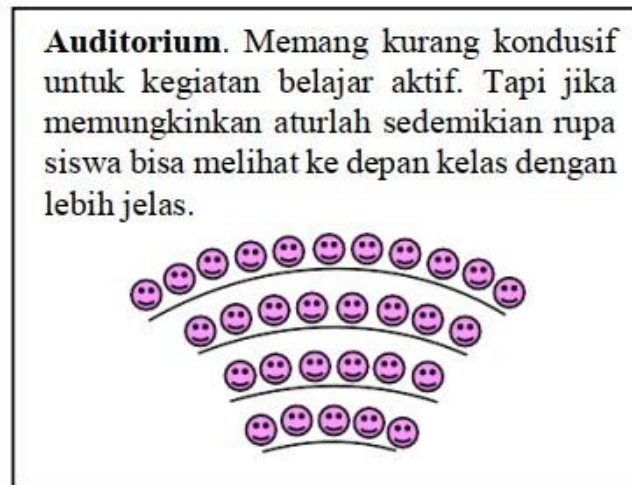 Auditorium. Memang kurang kondusif
untuk kegiatan belajar aktif. Tapi jika
memungkinkan aturlah sedemikian rupa
siswa bisa melihat ke depan kelas dengan
lebih jelas.